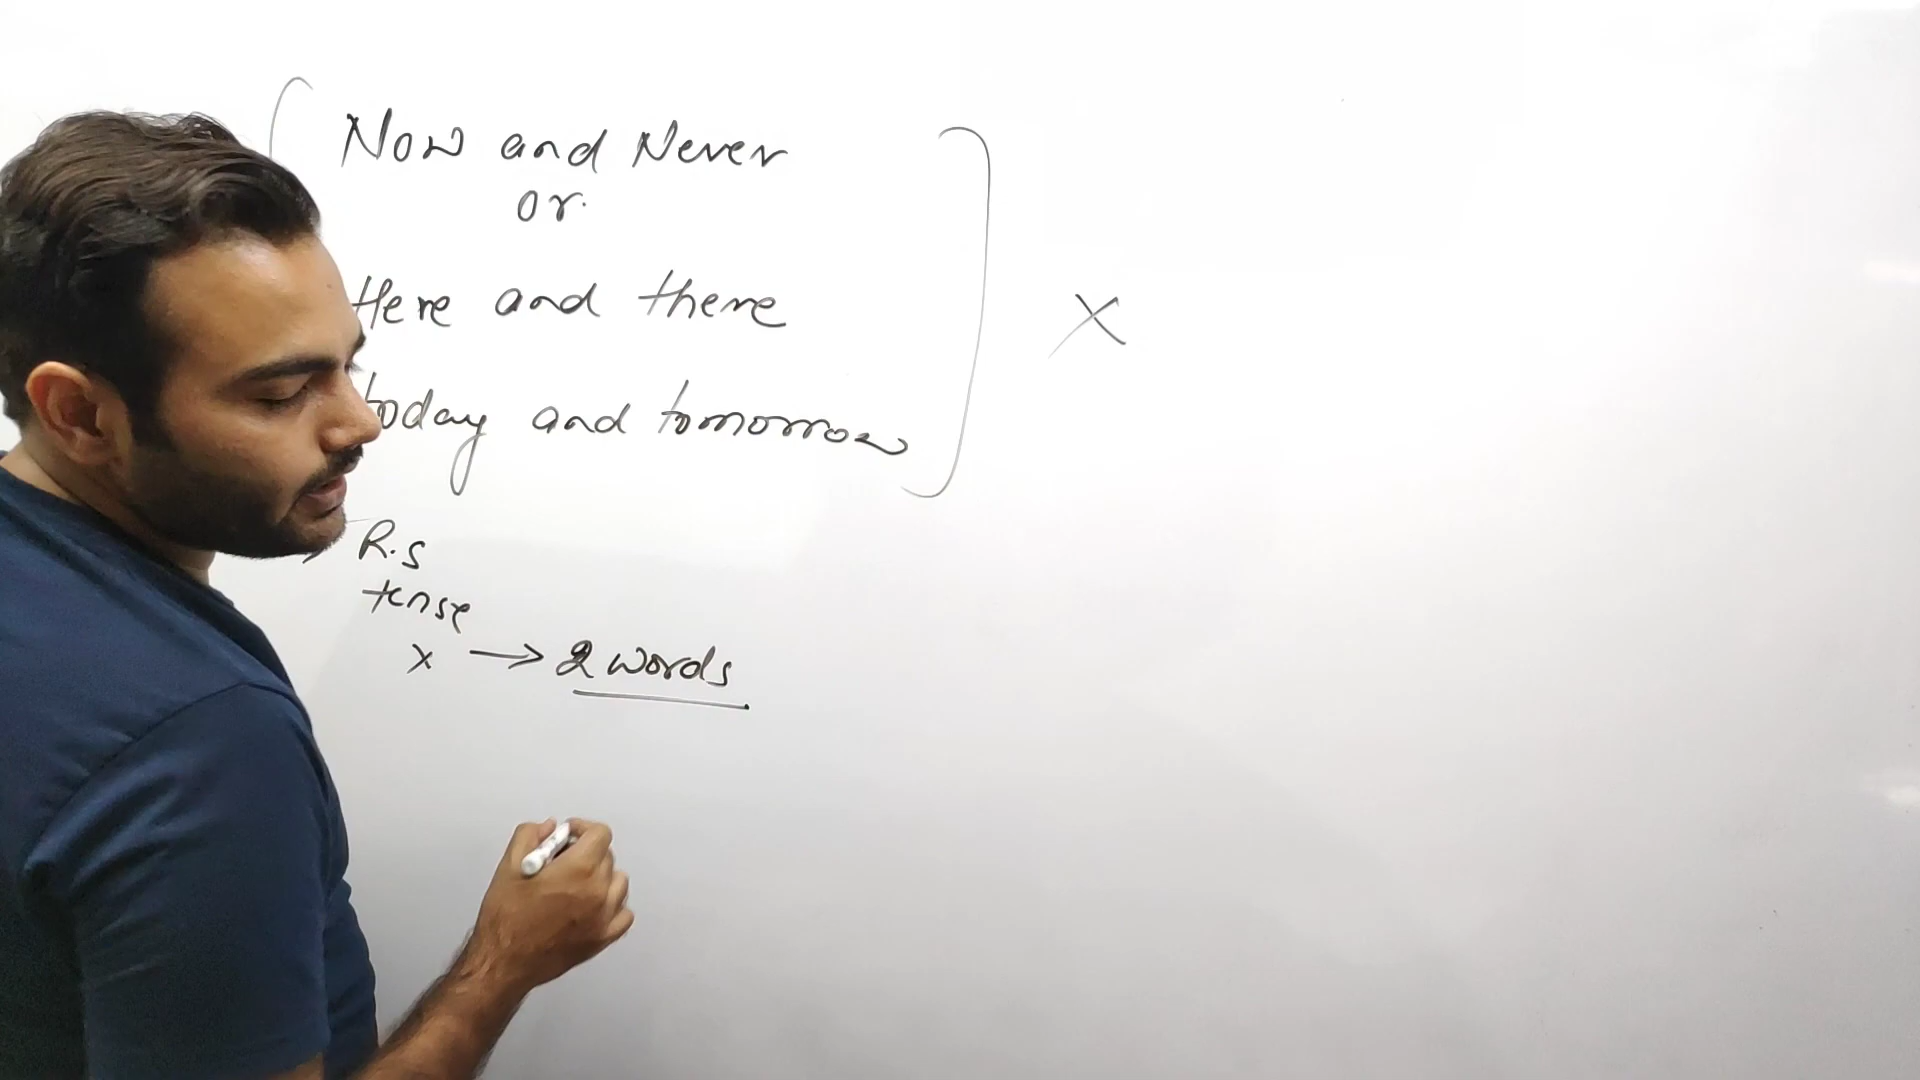 Now and Never
or
Here and there
today and tomorrow
R.S
tense
x → 2 words
X